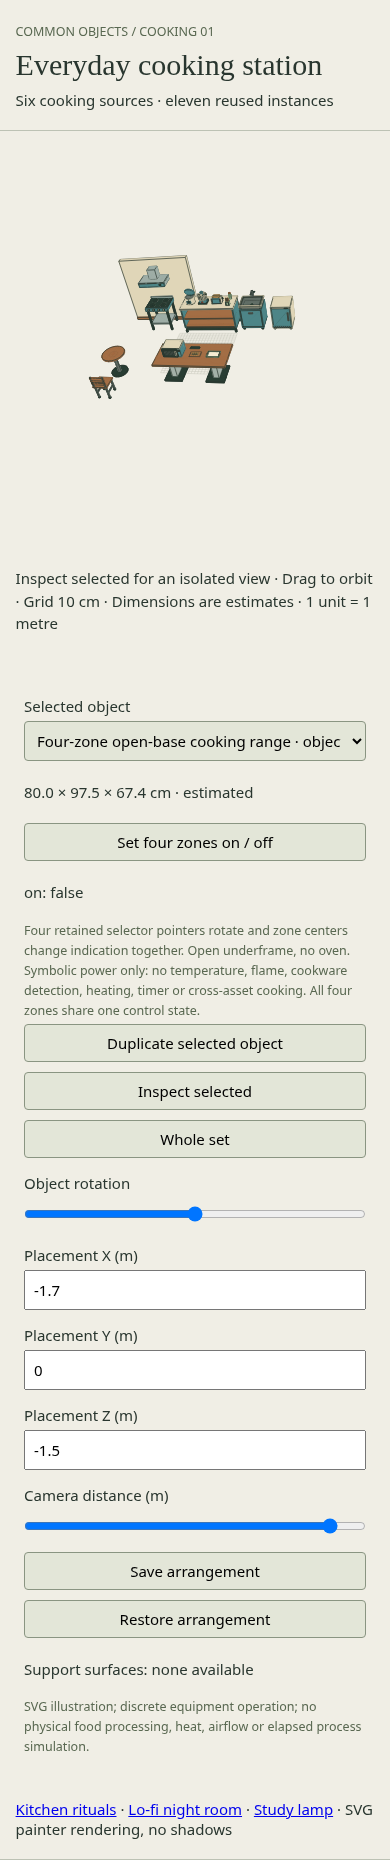 COMMON OBJECTS / COOKING 01
Everyday cooking station
Six cooking sources · eleven reused instances
Inspect selected for an isolated view · Drag to orbit
· Grid 10 cm · Dimensions are estimates · 1 unit = 1
metre
Selected object
Four-zone open-base cooking range · objec
80.0 × 97.5 × 67.4 cm · estimated
Set four zones on / off
on: false
Four retained selector pointers rotate and zone centers
change indication together. Open underframe, no oven.
Symbolic power only: no temperature, flame, cookware
detection, heating, timer or cross-asset cooking. All four
zones share one control state.
Duplicate selected object
Inspect selected
Whole set
Object rotation
Placement X (m)
-1.7
Placement Y (m)
0
Placement Z (m)
-1.5
Camera distance (m)
Save arrangement
Restore arrangement
Support surfaces: none available
SVG illustration; discrete equipment operation; no
physical food processing, heat, airflow or elapsed process
simulation.
Kitchen rituals · Lo-fi night room · Study lamp · SVG
painter rendering, no shadows